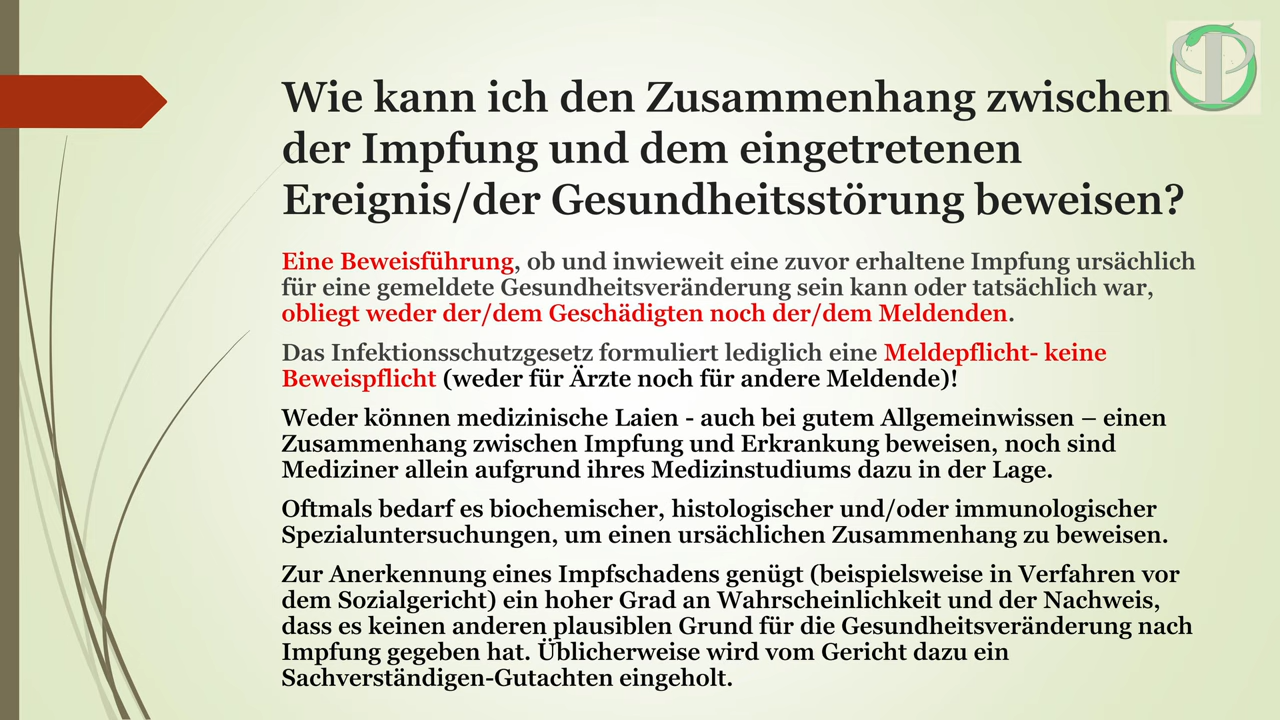 Wie kann ich den Zusammenhang zwischen
der Impfung und dem eingetretenen
Ereignis/der Gesundheitsstörung beweisen?
Eine Beweisführung, ob und inwieweit eine zuvor erhaltene Impfung ursächlich
für eine gemeldete Gesundheitsveränderung sein kann oder tatsächlich war,
obliegt weder der/dem Geschädigten noch der/dem Meldenden.
Das Infektionsschutzgesetz formuliert lediglich eine Meldepflicht- keine
Beweispflicht (weder für Ärzte noch für andere Meldende)!
Weder können medizinische Laien - auch bei gutem Allgemeinwissen – einen
Zusammenhang zwischen Impfung und Erkrankung beweisen, noch sind
Mediziner allein aufgrund ihres Medizinstudiums dazu in der Lage.
Oftmals bedarf es biochemischer, histologischer und/oder immunologischer
Spezialuntersuchungen, um einen ursächlichen Zusammenhang zu beweisen.
Zur Anerkennung eines Impfschadens genügt (beispielsweise in Verfahren vor
dem Sozialgericht) ein hoher Grad an Wahrscheinlichkeit und der Nachweis,
dass es keinen anderen plausiblen Grund für die Gesundheitsveränderung nach
Impfung gegeben hat. Üblicherweise wird vom Gericht dazu ein
Sachverständigen-Gutachten eingeholt.